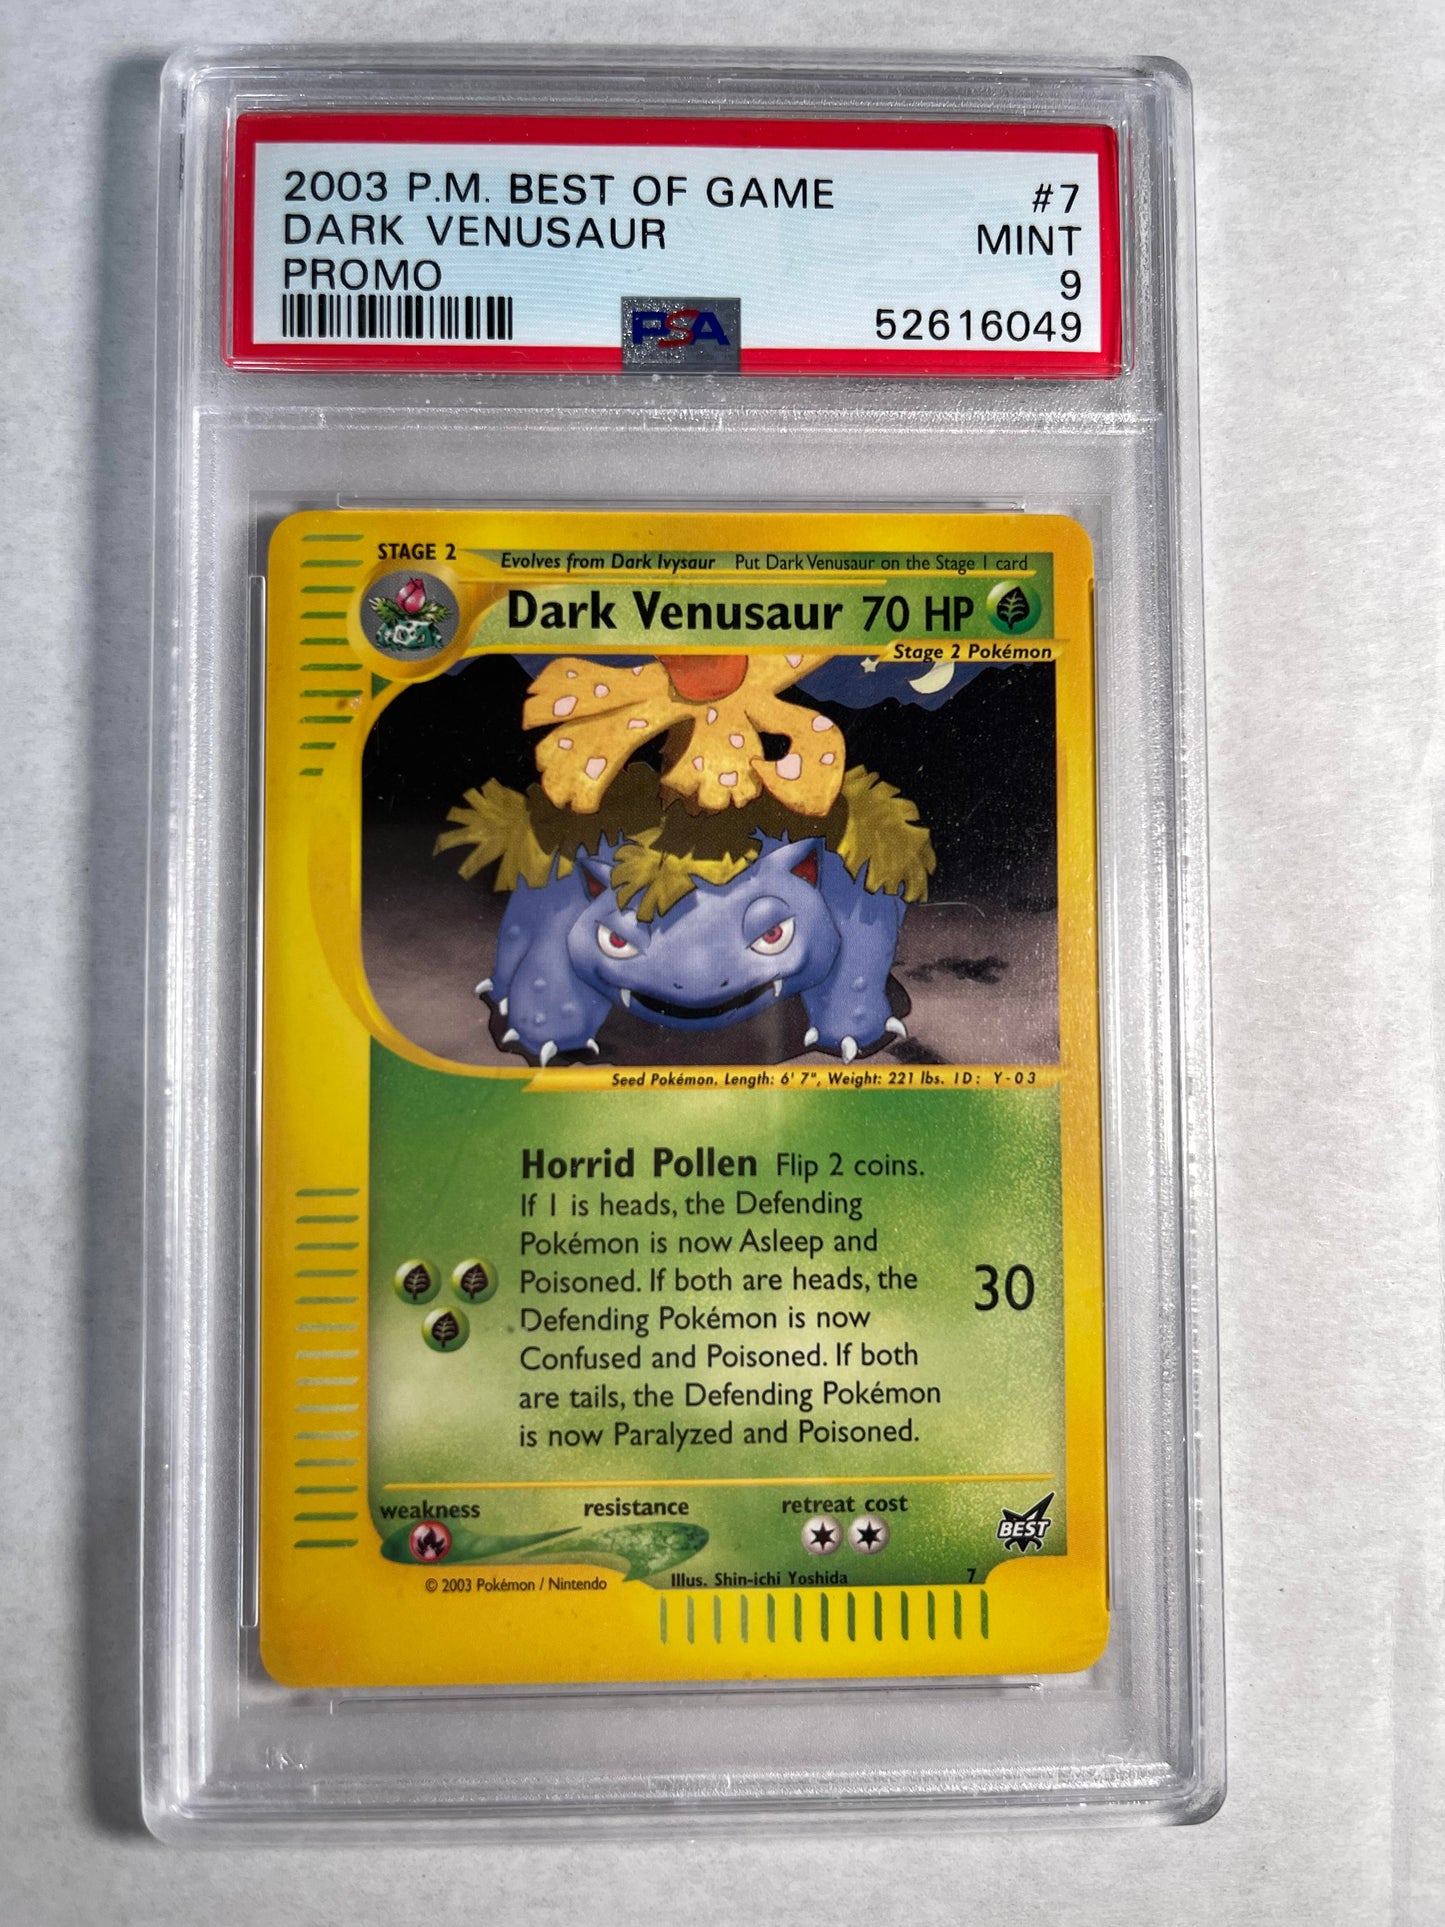 2003 P.M. BEST OF GAME #7
DARK VENUSAUR MINT
PROMO 9
52616049
PSA
STAGE 2
Evolves from Dark Ivysaur Put Dark Venusaur on the Stage 1 card
Dark Venusaur 70 HP
Stage 2 Pokémon
Seed Pokémon. Length: 6' 7", Weight: 221 lbs. ID: Y-03
Horrid Pollen Flip 2 coins.
If 1 is heads, the Defending
Pokémon is now Asleep and
Poisoned. If both are heads, the
Defending Pokémon is now
Confused and Poisoned. If both
are tails, the Defending Pokémon
is now Paralyzed and Poisoned.
30
weakness resistance retreat cost
BEST
© 2003 Pokémon / Nintendo Illus. Shin-ichi Yoshida 7